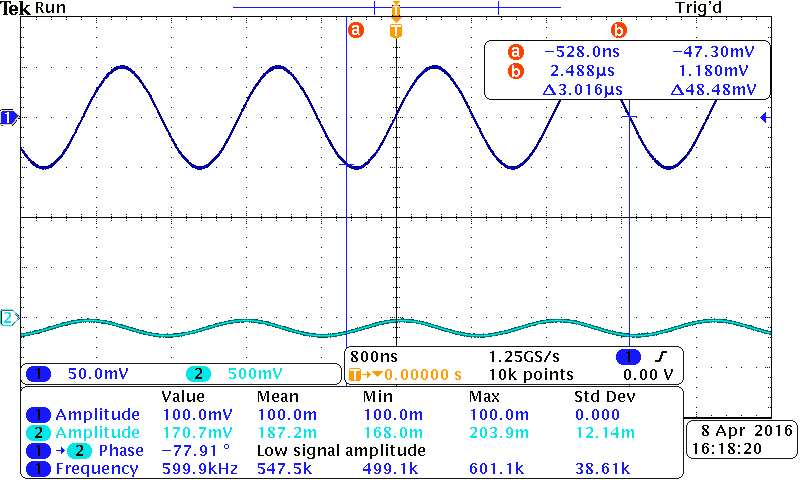 Tek Run Trig'd
T
a b
T
a −528.0ns −47.30mV
b 2.488µs 1.180mV
Δ3.016µs Δ48.48mV
1
2
1 50.0mV 2 500mV
800ns 1.25GS/s 1
T→▼0.00000 s 10k points 0.00 V
Value Mean Min Max Std Dev
1 Amplitude 100.0mV 100.0m 100.0m 100.0m 0.000
2 Amplitude 170.7mV 187.2m 168.0m 203.9m 12.14m
1 → 2 Phase −77.91 ° Low signal amplitude
1 Frequency 599.9kHz 547.5k 499.1k 601.1k 38.61k
8 Apr 2016
16:18:20